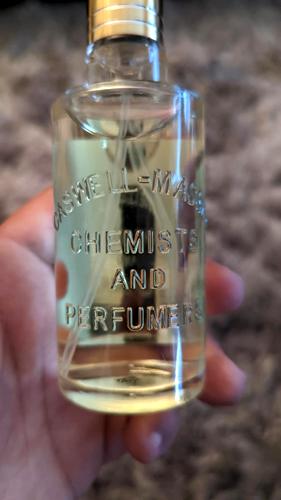 CASWELL-MASSEY
CHEMISTS
AND
PERFUMERS